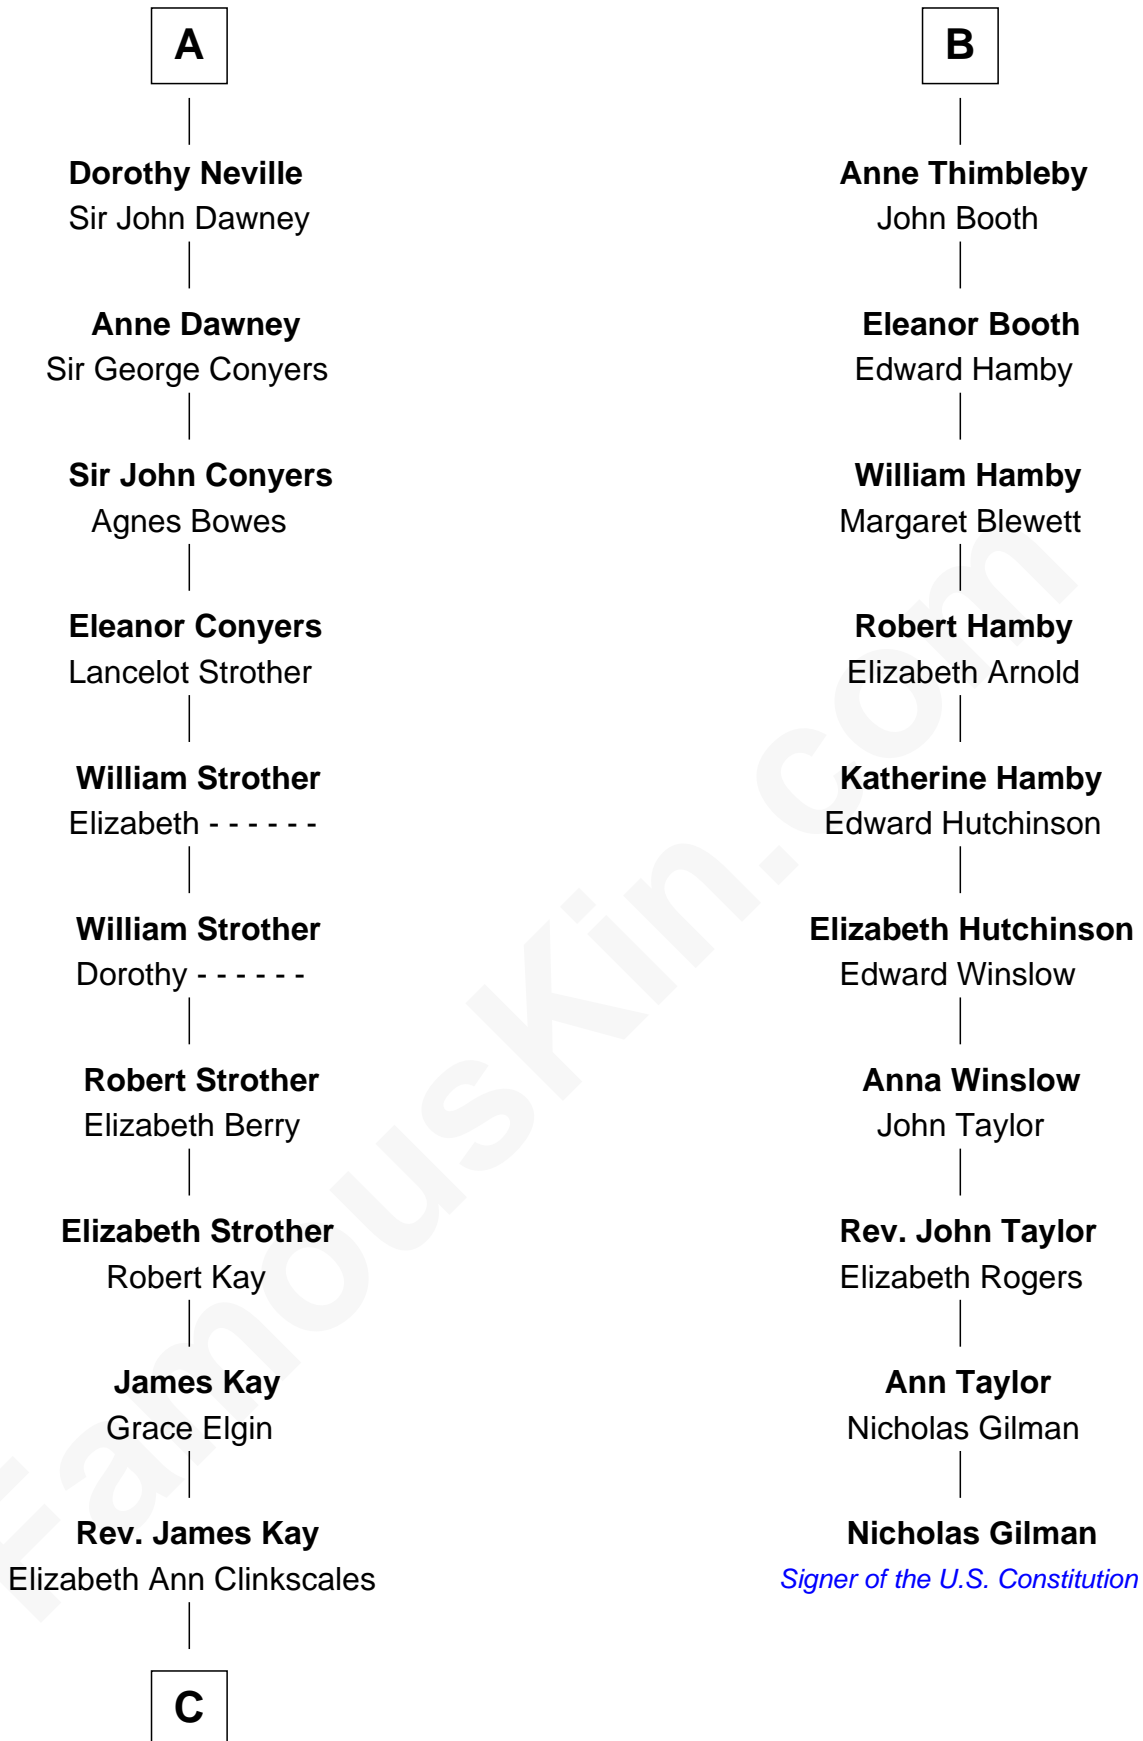 A
Dorothy Neville
Sir John Dawney
Anne Dawney
Sir George Conyers
Sir John Conyers
Agnes Bowes
Eleanor Conyers
Lancelot Strother
William Strother
Elizabeth - - - - - -
William Strother
Dorothy - - - - - -
Robert Strother
Elizabeth Berry
Elizabeth Strother
Robert Kay
James Kay
Grace Elgin
Rev. James Kay
Elizabeth Ann Clinkscales
C
B
Anne Thimbleby
John Booth
Eleanor Booth
Edward Hamby
William Hamby
Margaret Blewett
Robert Hamby
Elizabeth Arnold
Katherine Hamby
Edward Hutchinson
Elizabeth Hutchinson
Edward Winslow
Anna Winslow
John Taylor
Rev. John Taylor
Elizabeth Rogers
Ann Taylor
Nicholas Gilman
Nicholas Gilman
Signer of the U.S. Constitution
FamousKin.com